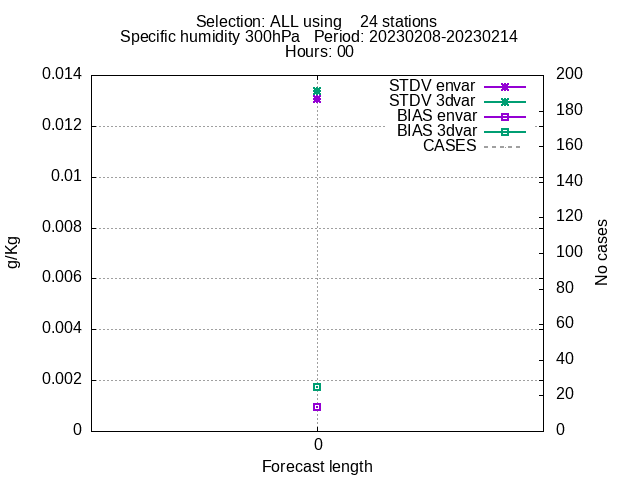 Selection: ALL using    24 stations
Specific humidity 300hPa   Period: 20230208-20230214
Hours: 00
0.014
0.012
0.01
0.008
0.006
0.004
0.002
0
g/Kg
STDV envar
STDV 3dvar
BIAS envar
BIAS 3dvar
CASES
200
180
160
140
120
100
80
60
40
20
0
No cases
0
Forecast length